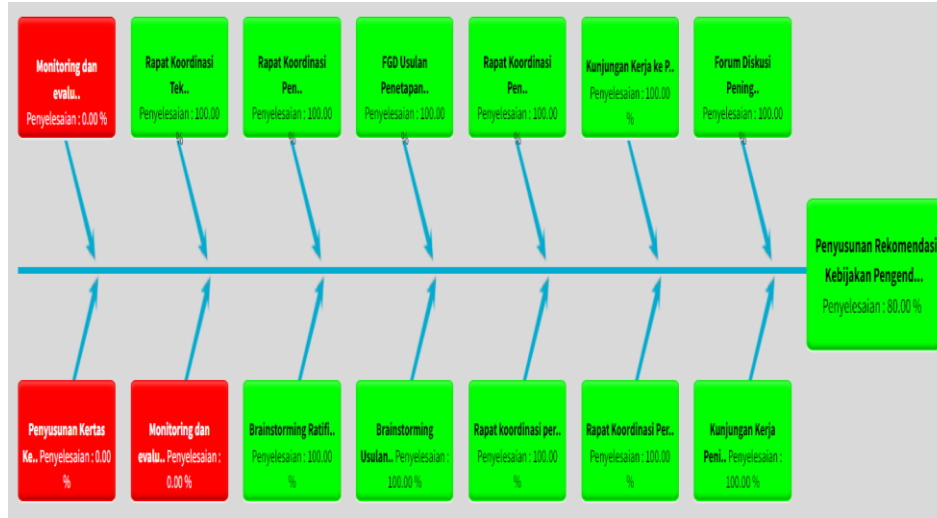 Monitoring dan
evalu..
Penyelesaian : 0.00 %
Rapat Koordinasi
Tek..
Penyelesaian : 100.00
%
Rapat Koordinasi
Pen..
Penyelesaian : 100.00
%
FGD Usulan
Penetapan..
Penyelesaian : 100.00
%
Rapat Koordinasi
Pen..
Penyelesaian : 100.00
%
Kunjungan Kerja ke P..
Penyelesaian : 100.00
%
Forum Diskusi
Pening..
Penyelesaian : 100.00
%
Penyusunan Rekomendasi
Kebijakan Pengend...
Penyelesaian : 80.00 %
Penyusunan Kertas
Ke.. Penyelesaian : 0.00
%
Monitoring dan
evalu.. Penyelesaian :
0.00 %
Brainstorming Ratifi..
Penyelesaian : 100.00
%
Brainstorming
Usulan.. Penyelesaian :
100.00 %
Rapat koordinasi per..
Penyelesaian : 100.00
%
Rapat Koordinasi Per..
Penyelesaian : 100.00
%
Kunjungan Kerja
Peni.. Penyelesaian :
100.00 %